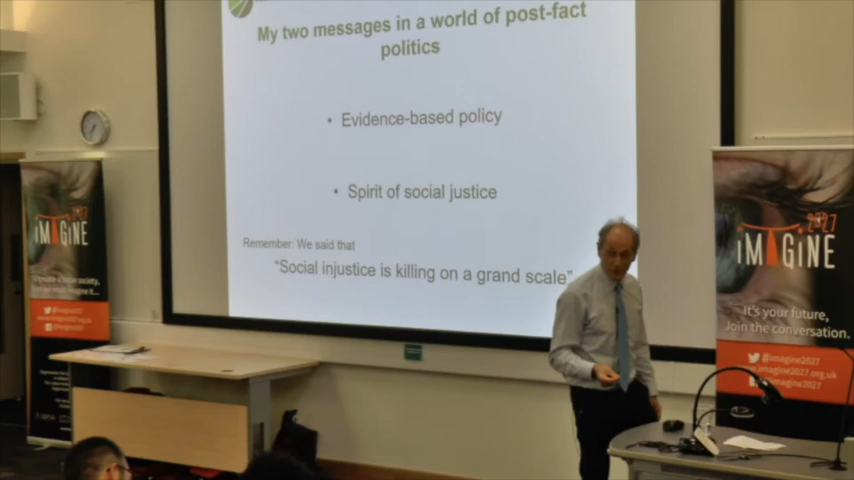 My two messages in a world of post-fact
politics
• Evidence-based policy
• Spirit of social justice
Remember: We said that
"Social injustice is killing on a grand scale"
2027
iMAGiNE
@imagine2027
2027
iMAGiNE
It's your future,
Join the conversation.
@imagine2027
imagine2027.org.uk
imagine2027